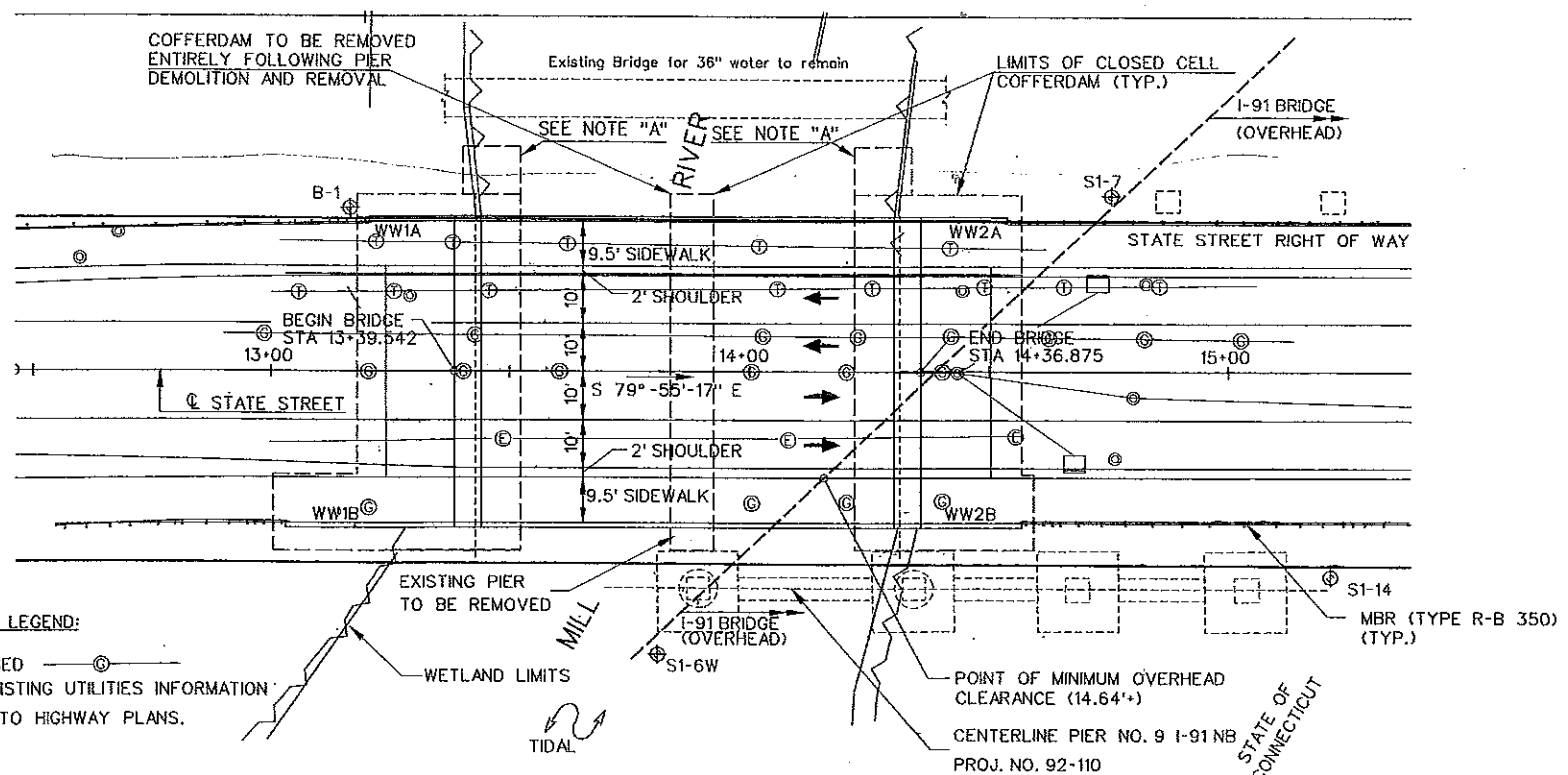 COFFERDAM TO BE REMOVED
ENTIRELY FOLLOWING PIER
DEMOLITION AND REMOVAL
Existing Bridge for 36" water to remain
LIMITS OF CLOSED CELL
COFFERDAM (TYP.)
I-91 BRIDGE
(OVERHEAD)
SEE NOTE "A"
SEE NOTE "A"
RIVER
B-1
S1-7
WW1A
T
T
T
T
T
WW2A
STATE STREET RIGHT OF WAY
9.5' SIDEWALK
T
T
T
T
T
T
T
T
2' SHOULDER
10'
BEGIN BRIDGE
STA 13+39.542
G
G
G
G
G
G
G
G
END BRIDGE
STA 14+36.875
13+00
14+00
15+00
10'
G
G
G
G
G
G
S 79°-55'-17" E
℄ STATE STREET
10'
E
E
E
10'
2' SHOULDER
9.5' SIDEWALK
WW1B
G
G
G
G
WW2B
EXISTING PIER
TO BE REMOVED
MILL
I-91 BRIDGE
(OVERHEAD)
S1-14
MBR (TYPE R-B 350)
(TYP.)
S1-6W
LEGEND:
G
ISTING UTILITIES INFORMATION
TO HIGHWAY PLANS.
WETLAND LIMITS
TIDAL
POINT OF MINIMUM OVERHEAD
CLEARANCE (14.64'+)
CENTERLINE PIER NO. 9 I-91 NB
PROJ. NO. 92-110
STATE OF
CONNECTICUT